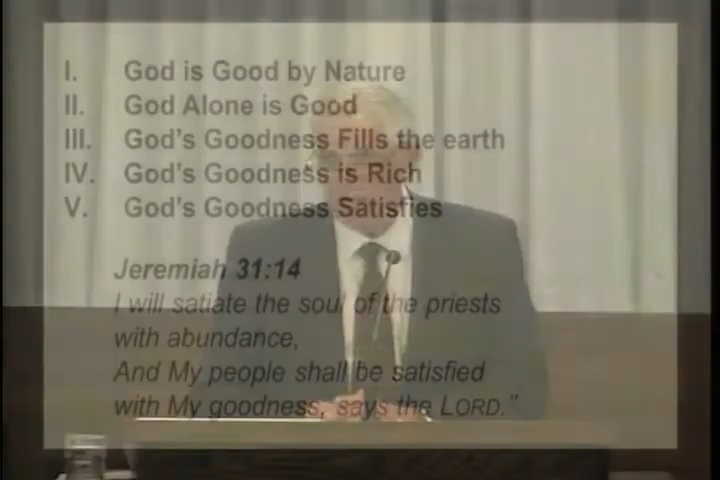 I. God is Good by Nature
II. God Alone is Good
III. God's Goodness Fills the earth
IV. God's Goodness is Rich
V. God's Goodness Satisfies
Jeremiah 31:14
I will satiate the soul of the priests
with abundance,
And My people shall be satisfied
with My goodness, says the LORD.”